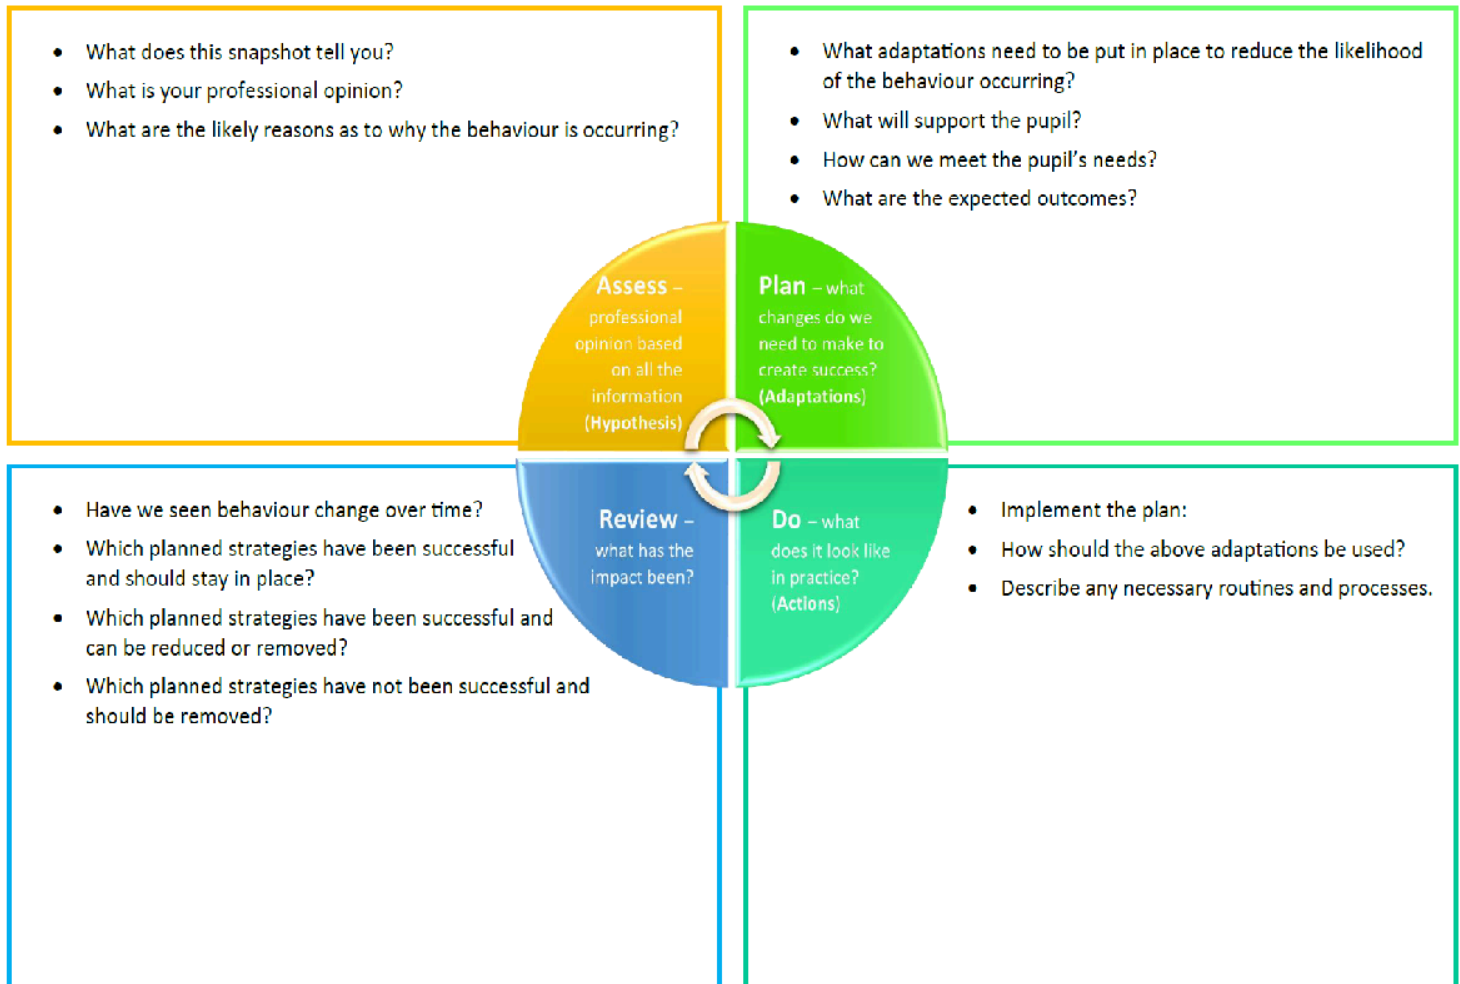 • What does this snapshot tell you?
• What is your professional opinion?
• What are the likely reasons as to why the behaviour is occurring?
• What adaptations need to be put in place to reduce the likelihood
of the behaviour occurring?
• What will support the pupil?
• How can we meet the pupil's needs?
• What are the expected outcomes?
Assess –
professional
opinion based
on all the
information
(Hypothesis)
Plan – what
changes do we
need to make to
create success?
(Adaptations)
• Have we seen behaviour change over time?
• Which planned strategies have been successful
and should stay in place?
• Which planned strategies have been successful and
can be reduced or removed?
• Which planned strategies have not been successful and
should be removed?
Review –
what has the
impact been?
Do – what
does it look like
in practice?
(Actions)
• Implement the plan:
• How should the above adaptations be used?
• Describe any necessary routines and processes.